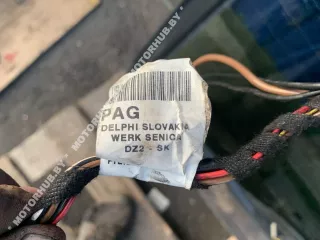 PAG
DELPHI SLOVAKIA
WERK SENICA
DZ2 - SK
MOTORHUB.BY
MOTORHUB.BY
MOTORHUB.BY